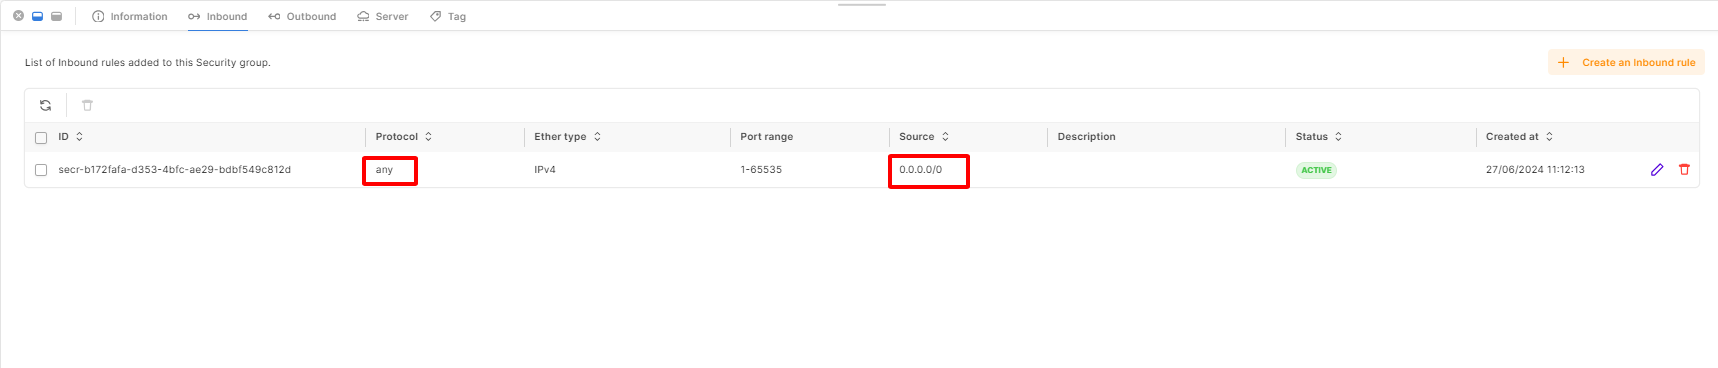 Information Inbound Outbound Server Tag
List of Inbound rules added to this Security group.
Create an Inbound rule
ID Protocol Ether type Port range Source Description Status Created at
secr-b172fafa-d353-4bfc-ae29-bdbf549c812d any IPv4 1-65535 0.0.0.0/0 ACTIVE 27/06/2024 11:12:13